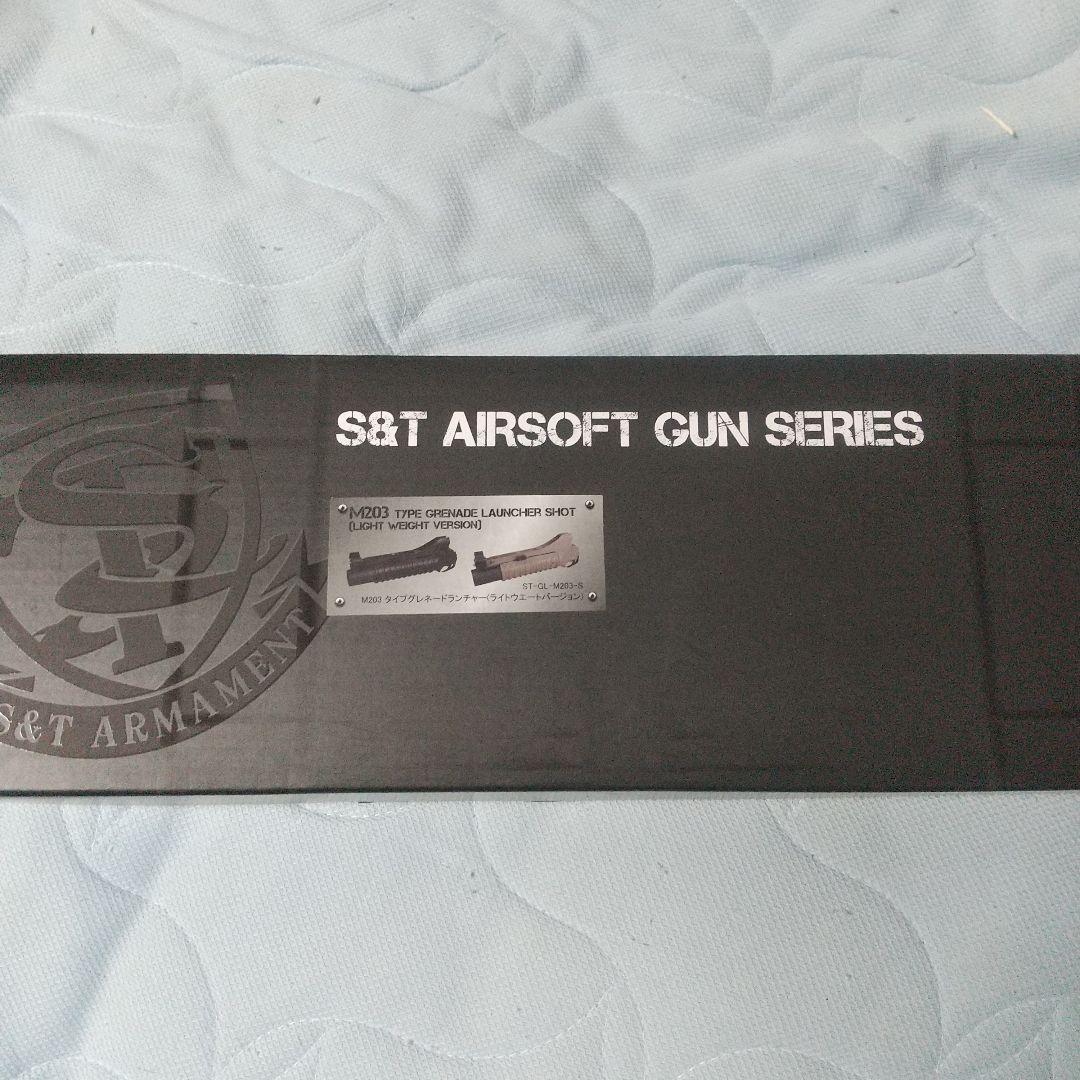 S&T AIRSOFT GUN SERIES
M203 TYPE GRENADE LAUNCHER SHOT
(LIGHT WEIGHT VERSION)
ST-GL-M203-S
M203 タイプグレネードランチャー(ライトウエートバージョン)
S&T ARMAMENT